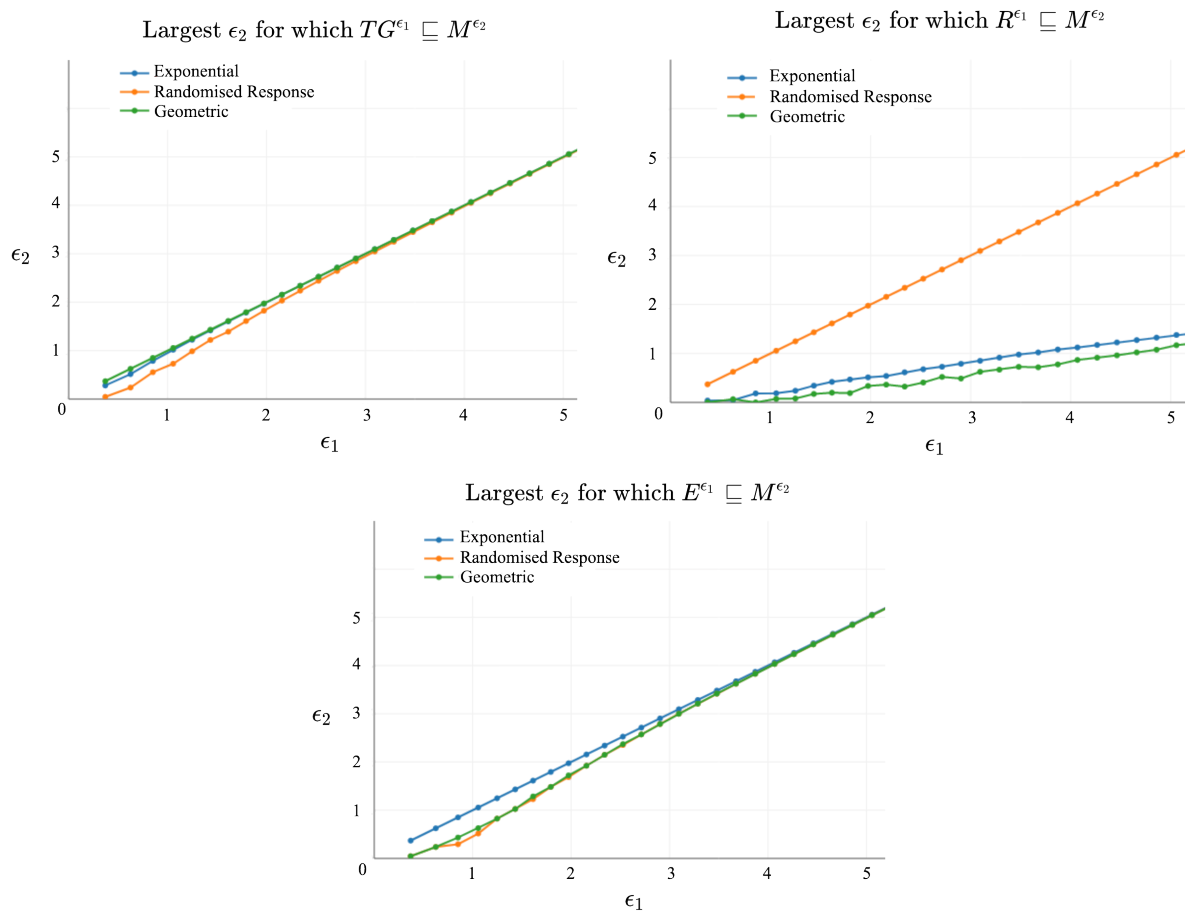 Largest ϵ₂ for which TG^ϵ₁ ⊑ M^ϵ₂
Exponential
Randomised Response
Geometric
5
4
3
2
1
0
1
2
3
4
5
ϵ₂
ϵ₁
Largest ϵ₂ for which R^ϵ₁ ⊑ M^ϵ₂
Exponential
Randomised Response
Geometric
5
4
3
2
1
0
1
2
3
4
5
ϵ₂
ϵ₁
Largest ϵ₂ for which E^ϵ₁ ⊑ M^ϵ₂
Exponential
Randomised Response
Geometric
5
4
3
2
1
0
1
2
3
4
5
ϵ₂
ϵ₁